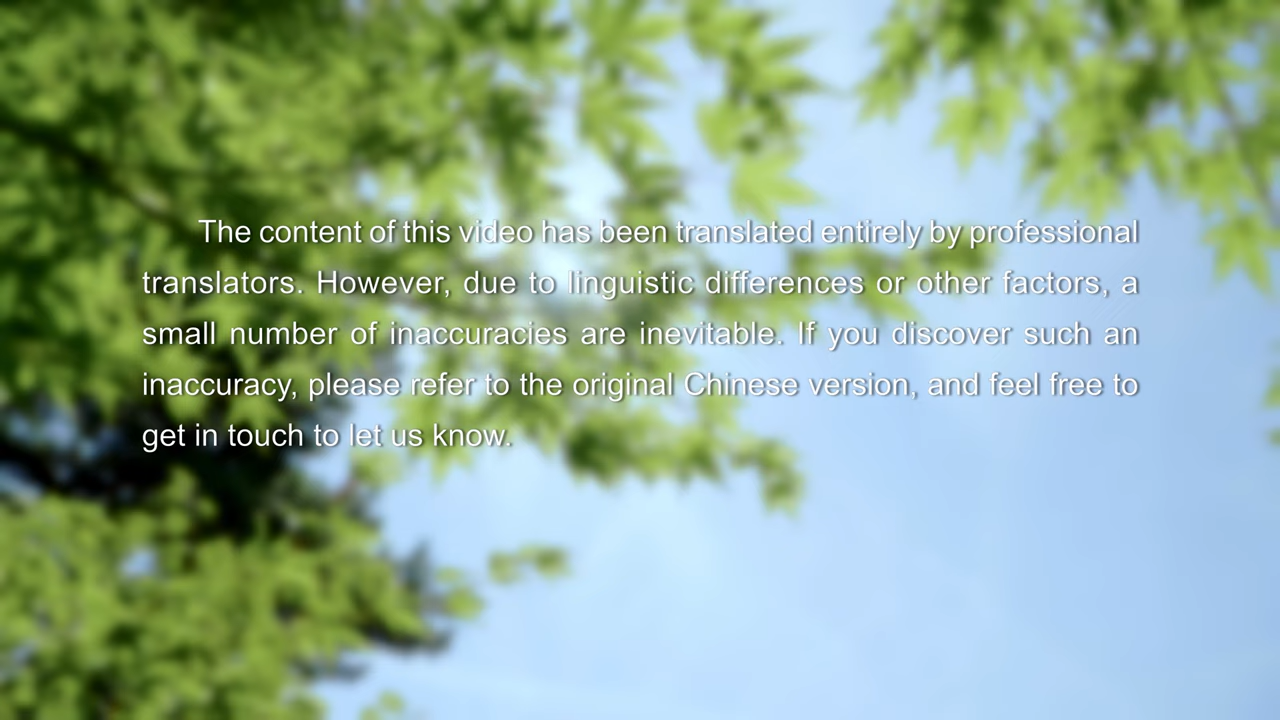 The content of this video has been translated entirely by professional
translators. However, due to linguistic differences or other factors, a
small number of inaccuracies are inevitable. If you discover such an
inaccuracy, please refer to the original Chinese version, and feel free to
get in touch to let us know.